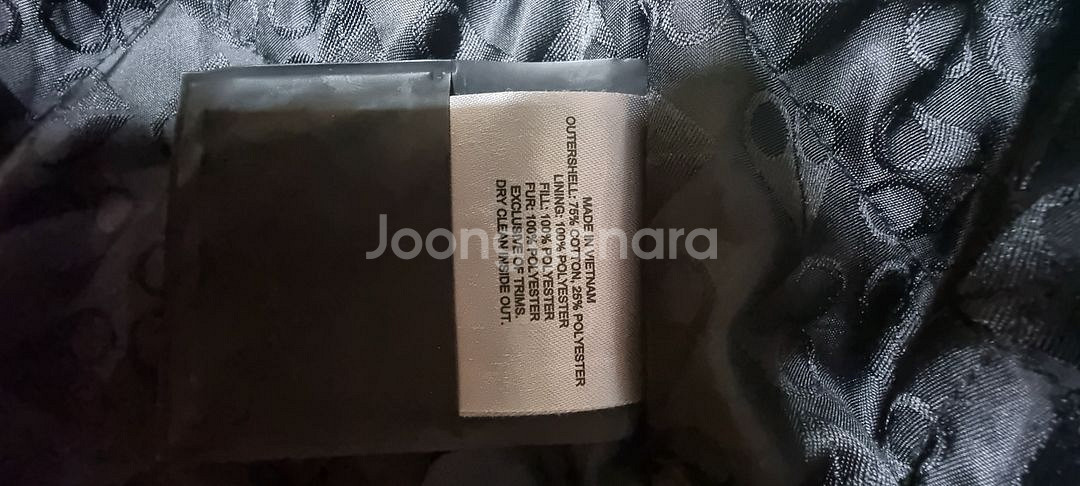 MADE IN VIETNAM
OUTERSHELL: 75% COTTON, 25% POLYESTER
LINING: 100% POLYESTER
FILL: 100% POLYESTER
FUR: 100% POLYESTER
EXCLUSIVE OF TRIMS.
DRY CLEAN INSIDE OUT.